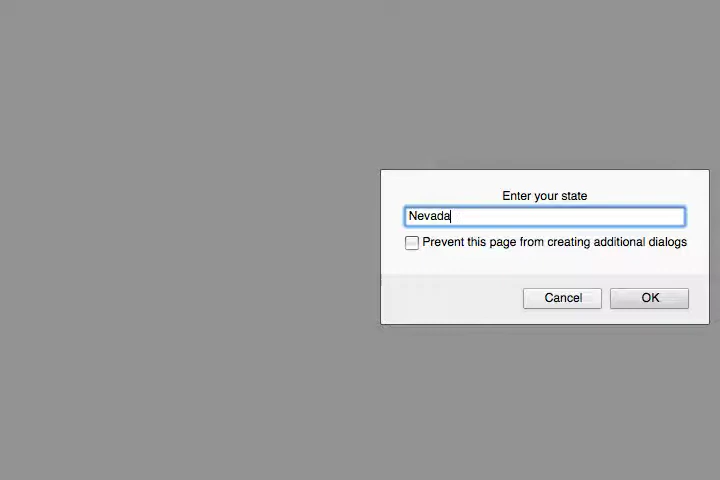 Enter your state
Nevada
Prevent this page from creating additional dialogs
Cancel OK